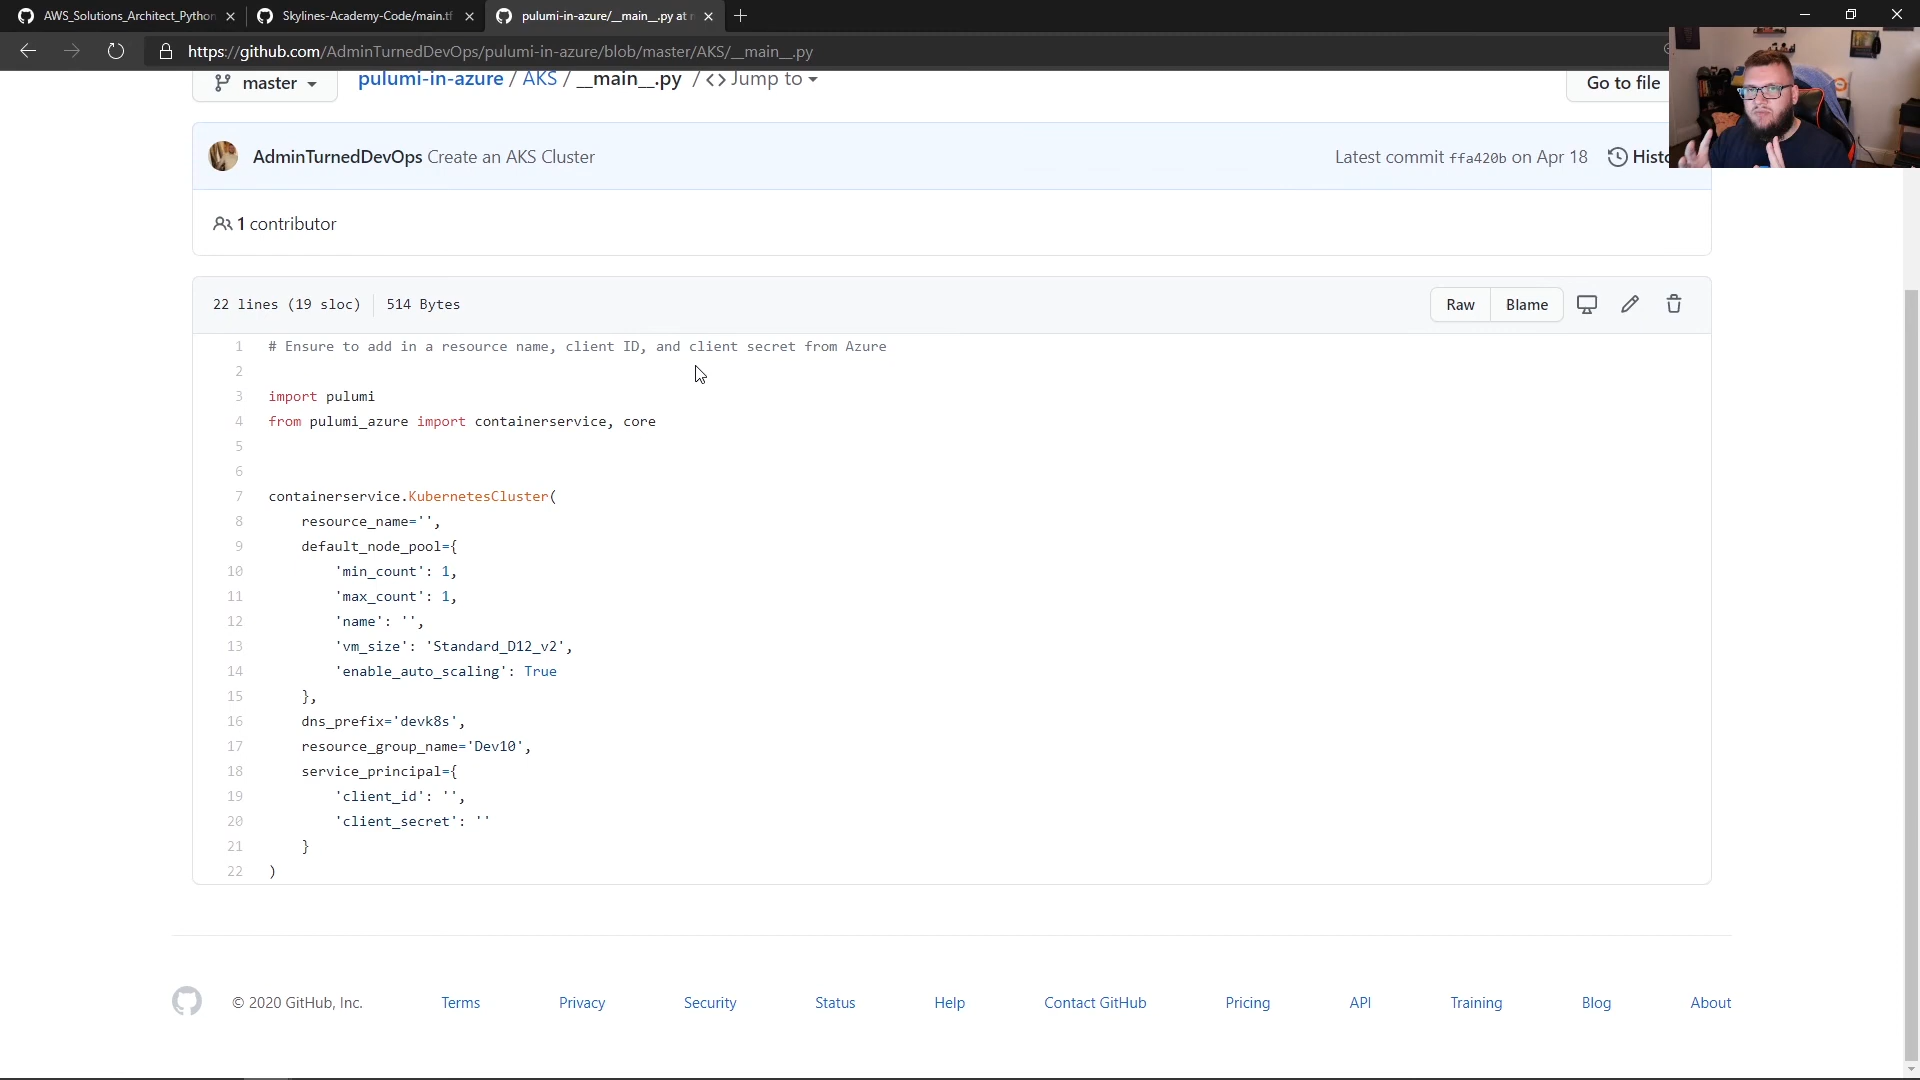 AWS_Solutions_Architect_Python
Skylines-Academy-Code/main.tf
pulumi-in-azure/__main__.py at
https://github.com/AdminTurnedDevOps/pulumi-in-azure/blob/master/AKS/__main__.py
master
pulumi-in-azure / AKS / __main__.py / <> Jump to
Go to file
AdminTurnedDevOps Create an AKS Cluster
Latest commit ffa420b on Apr 18
Histo
1 contributor
22 lines (19 sloc)
514 Bytes
Raw
Blame
1 # Ensure to add in a resource name, client ID, and client secret from Azure
2
3 import pulumi
4 from pulumi_azure import containerservice, core
5
6
7 containerservice.KubernetesCluster(
8 resource_name='',
9 default_node_pool={
10 'min_count': 1,
11 'max_count': 1,
12 'name': '',
13 'vm_size': 'Standard_D12_v2',
14 'enable_auto_scaling': True
15 },
16 dns_prefix='devk8s',
17 resource_group_name='Dev10',
18 service_principal={
19 'client_id': '',
20 'client_secret': ''
21 }
22 )
© 2020 GitHub, Inc.
Terms
Privacy
Security
Status
Help
Contact GitHub
Pricing
API
Training
Blog
About